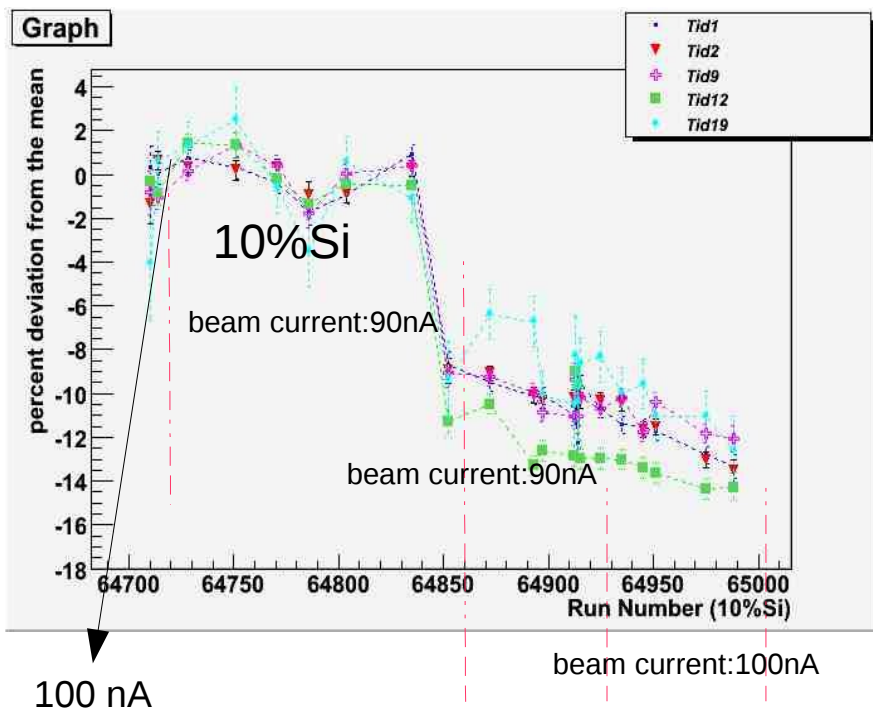 Graph
Tid1
Tid2
Tid9
Tid12
Tid19
percent deviation from the mean
4
2
0
-2
-4
-6
-8
-10
-12
-14
-16
-18
10%Si
beam current:90nA
beam current:90nA
64700 64750 64800 64850 64900 64950 65000
Run Number (10%Si)
beam current:100nA
100 nA